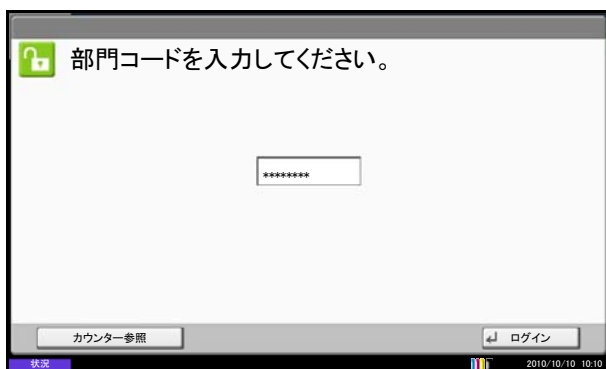 部門コードを入力してください。
********
カウンター参照
ログイン
状況
2010/10/10 10:10